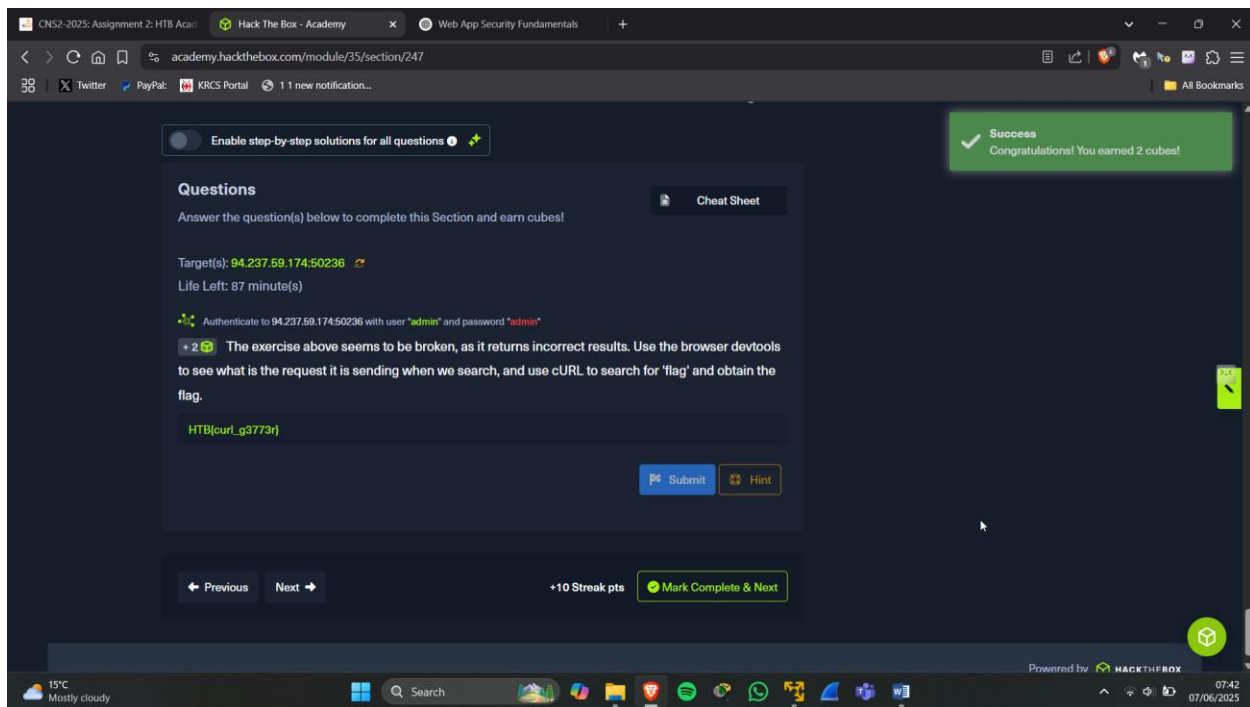 CNS2-2025: Assignment 2: HTB Acad
Hack The Box - Academy
Web App Security Fundamentals
academy.hackthebox.com/module/35/section/247
Twitter
PayPal:
KRCS Portal
1 1 new notification...
All Bookmarks
Enable step-by-step solutions for all questions
Success
Congratulations! You earned 2 cubes!
Questions
Cheat Sheet
Answer the question(s) below to complete this Section and earn cubes!
Target(s): 94.237.59.174:50236
Life Left: 87 minute(s)
Authenticate to 94.237.59.174:50236 with user "admin" and password "admin"
+ 2 The exercise above seems to be broken, as it returns incorrect results. Use the browser devtools
to see what is the request it is sending when we search, and use cURL to search for 'flag' and obtain the
flag.
HTB{curl_g3773r}
Submit
Hint
Previous
Next
+10 Streak pts
Mark Complete & Next
Powered by HACKTHEBOX
15°C
Mostly cloudy
Search
07:42
07/06/2025